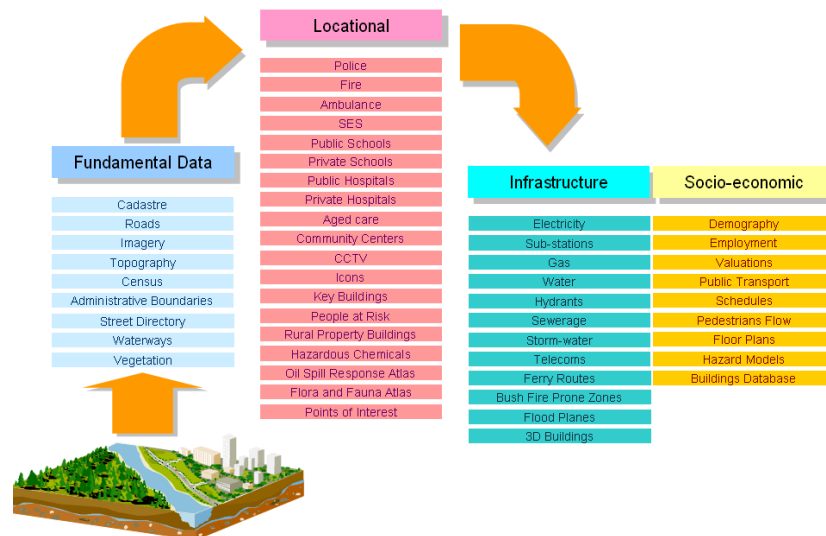 Locational
Police
Fire
Ambulance
SES
Public Schools
Private Schools
Public Hospitals
Private Hospitals
Aged care
Community Centers
CCTV
Icons
Key Buildings
People at Risk
Rural Property Buildings
Hazardous Chemicals
Oil Spill Response Atlas
Flora and Fauna Atlas
Points of Interest
Fundamental Data
Cadastre
Roads
Imagery
Topography
Census
Administrative Boundaries
Street Directory
Waterways
Vegetation
Infrastructure
Electricity
Sub-stations
Gas
Water
Hydrants
Sewerage
Storm-water
Telecoms
Ferry Routes
Bush Fire Prone Zones
Flood Planes
3D Buildings
Socio-economic
Demography
Employment
Valuations
Public Transport
Schedules
Pedestrians Flow
Floor Plans
Hazard Models
Buildings Database